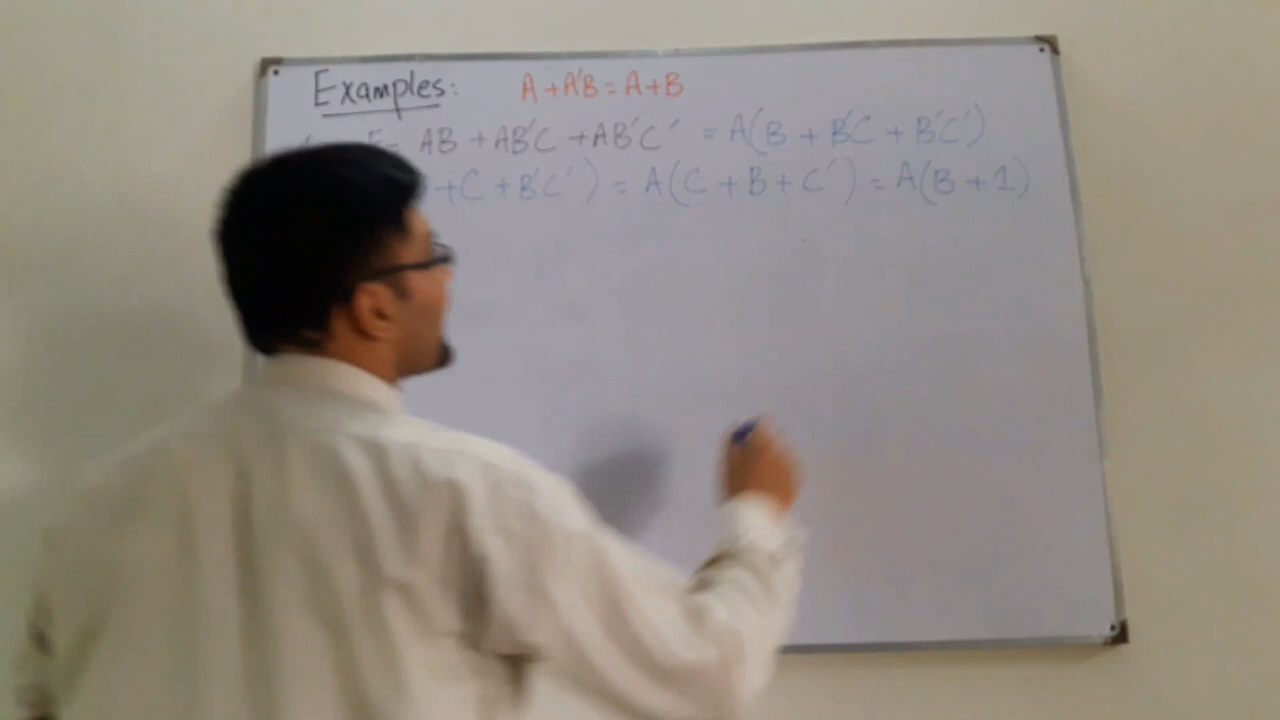 Examples: A + A'B = A + B
F = AB + AB'C + AB'C' = A(B + B'C + B'C')
+ C + B'C') = A(C + B + C') = A(B + 1)